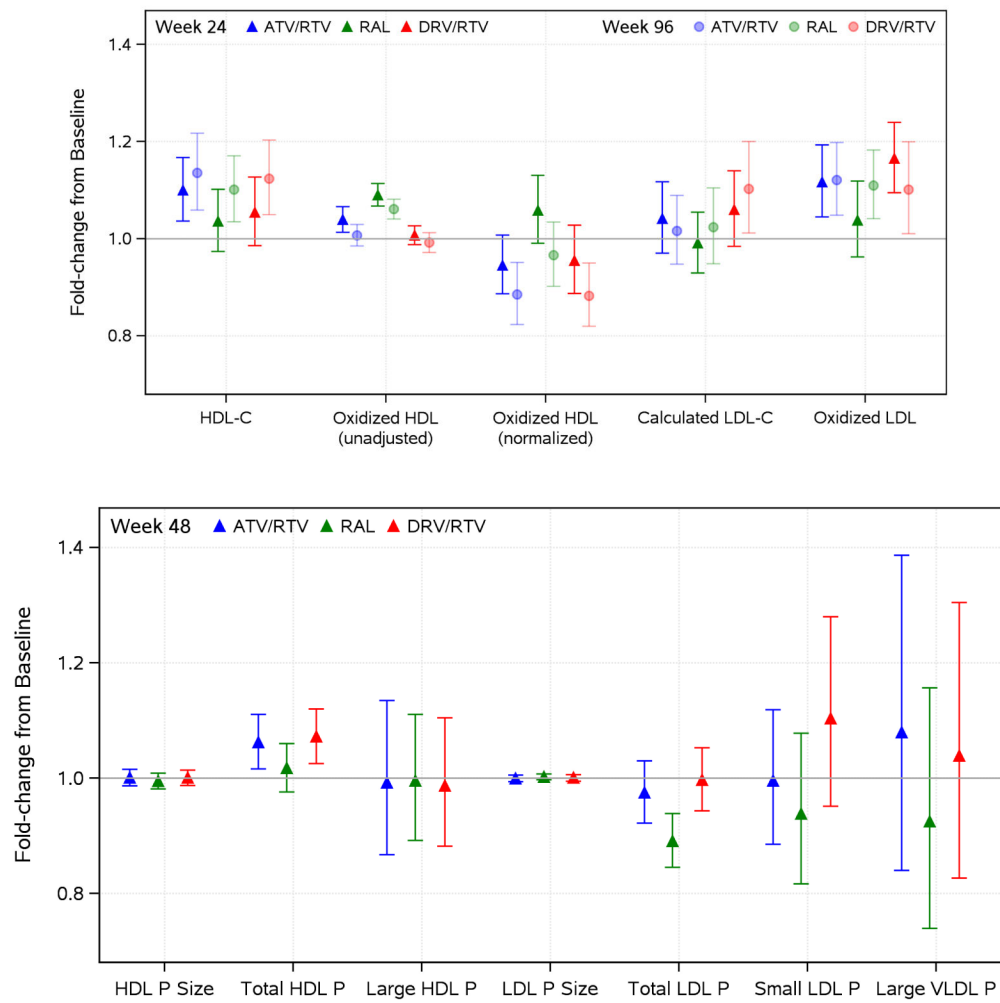 Week 24 ATV/RTV RAL DRV/RTV Week 96 ATV/RTV RAL DRV/RTV
Fold-change from Baseline
1.4
1.2
1.0
0.8
HDL-C Oxidized HDL (unadjusted) Oxidized HDL (normalized) Calculated LDL-C Oxidized LDL
Week 48 ATV/RTV RAL DRV/RTV
Fold-change from Baseline
1.4
1.2
1.0
0.8
HDL P Size Total HDL P Large HDL P LDL P Size Total LDL P Small LDL P Large VLDL P